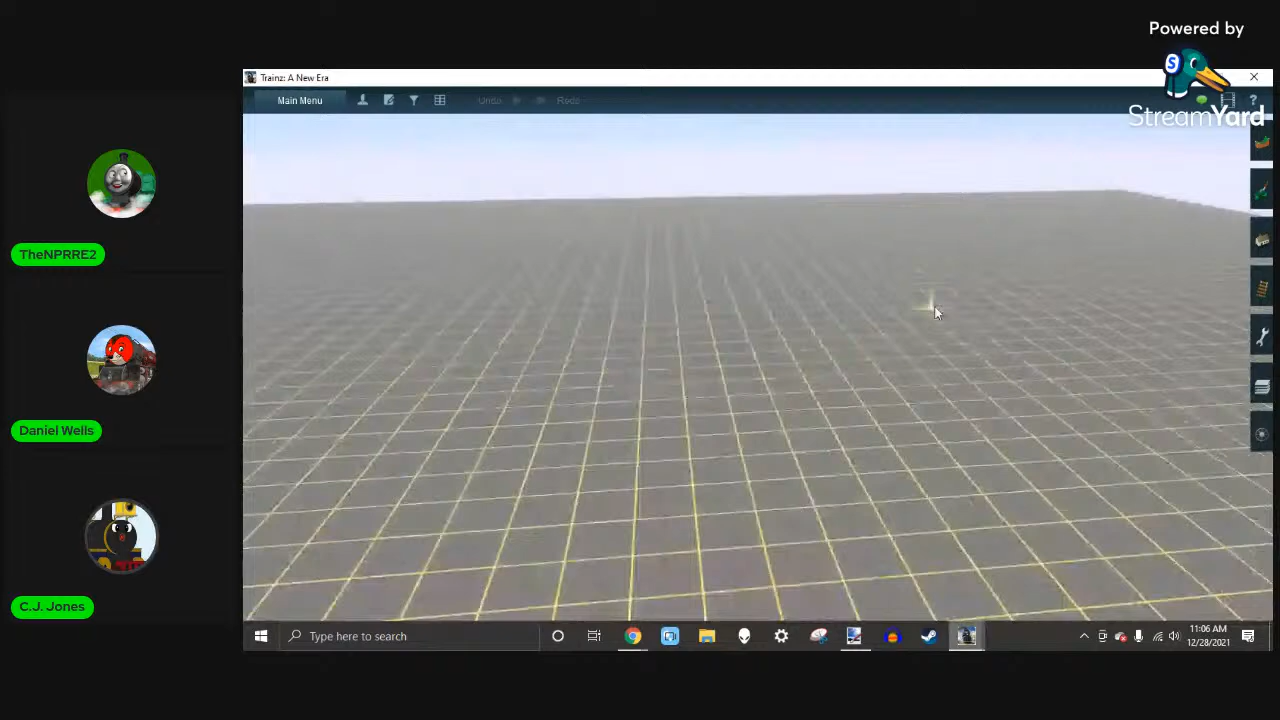 Powered by
StreamYard
Trainz: A New Era
Main Menu
Undo
Redo
TheNPRRE2
Daniel Wells
C.J. Jones
Type here to search
11:06 AM
12/28/2021